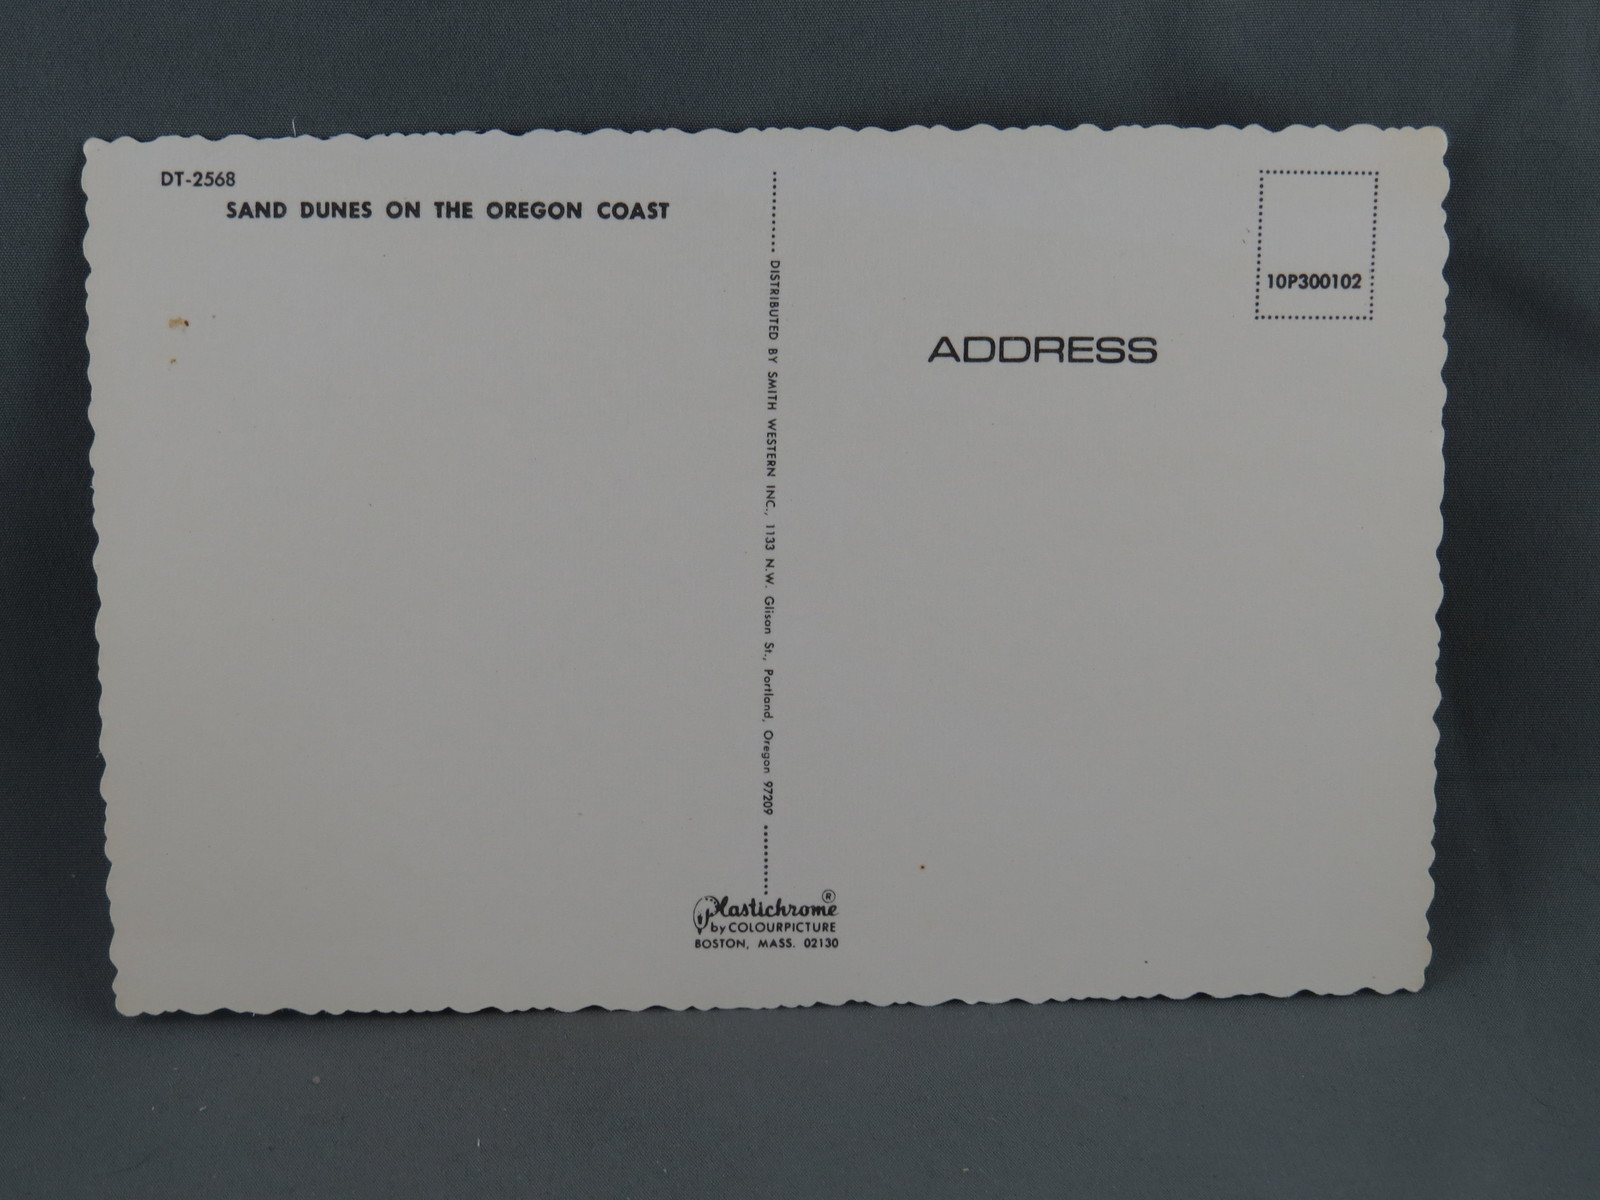 DT-2568
SAND DUNES ON THE OREGON COAST
DISTRIBUTED BY SMITH WESTERN INC., 1133 N.W. Glison St., Portland, Oregon 97209
Plastichrome®
by COLOURPICTURE
BOSTON, MASS. 02130
10P300102
ADDRESS